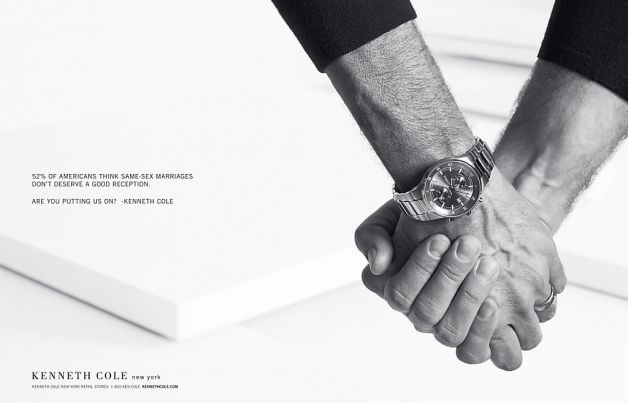 52% OF AMERICANS THINK SAME-SEX MARRIAGES
DON'T DESERVE A GOOD RECEPTION.
ARE YOU PUTTING US ON? -KENNETH COLE
KENNETH COLE new york
KENNETH COLE NEW YORK RETAIL STORES 1 800 KEN COLE KENNETHCOLE.COM